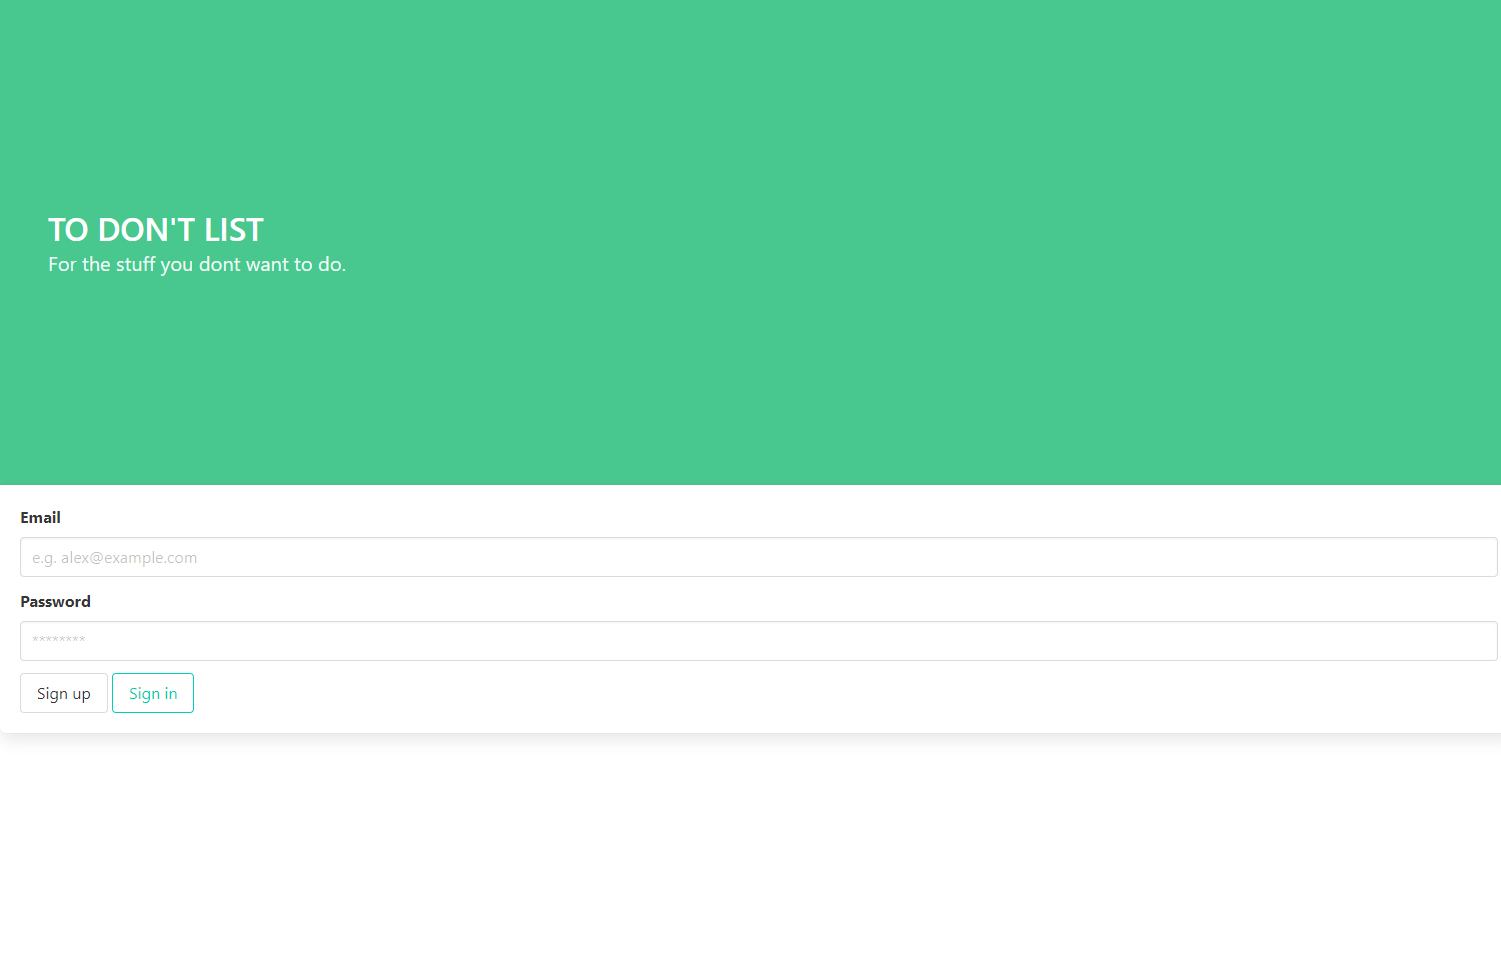 TO DON'T LIST
For the stuff you dont want to do.
Email
e.g. alex@example.com
Password
********
Sign up Sign in